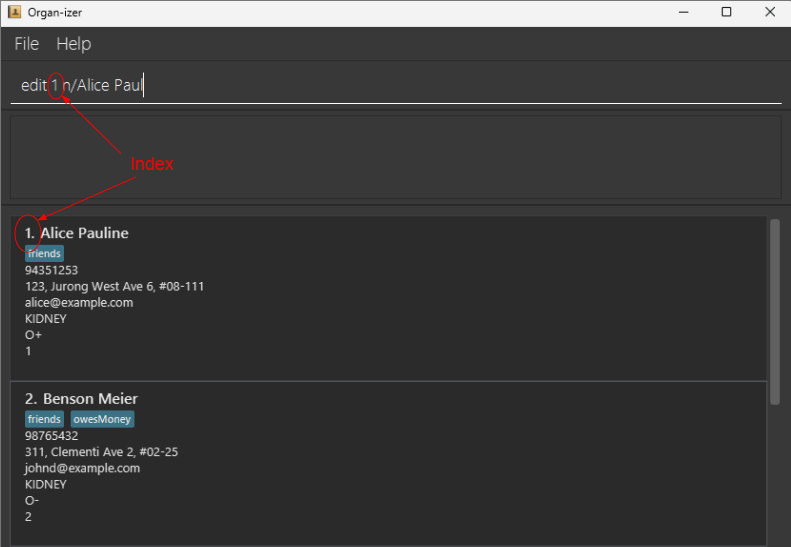 Organ-izer
File Help
edit 1 n/Alice Paul
Index
1. Alice Pauline
friends
94351253
123, Jurong West Ave 6, #08-111
alice@example.com
KIDNEY
O+
1
2. Benson Meier
friends owesMoney
98765432
311, Clementi Ave 2, #02-25
johnd@example.com
KIDNEY
O-
2